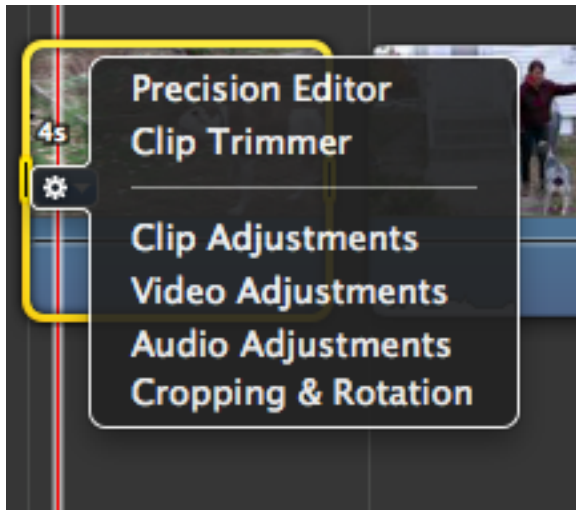 Precision Editor
Clip Trimmer
4s
Clip Adjustments
Video Adjustments
Audio Adjustments
Cropping & Rotation